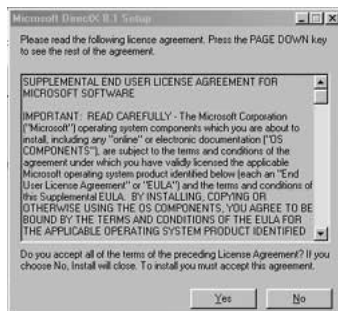 Microsoft DirectX 8.1 Setup
Please read the following license agreement. Press the PAGE DOWN key
to see the rest of the agreement.
SUPPLEMENTAL END USER LICENSE AGREEMENT FOR
MICROSOFT SOFTWARE
IMPORTANT: READ CAREFULLY - The Microsoft Corporation
("Microsoft") operating system components which you are about to
install, including any "online" or electronic documentation ("OS
COMPONENTS"), are subject to the terms and conditions of the
agreement under which you have validly licensed the applicable
Microsoft operating system product identified below (each an "End
User License Agreement" or "EULA") and the terms and conditions of
this Supplemental EULA. BY INSTALLING, COPYING OR
OTHERWISE USING THE OS COMPONENTS, YOU AGREE TO BE
BOUND BY THE TERMS AND CONDITIONS OF THE EULA FOR
THE APPLICABLE OPERATING SYSTEM PRODUCT IDENTIFIED
Do you accept all of the terms of the preceding License Agreement? If you
choose No, Install will close. To install you must accept this agreement.
Yes No